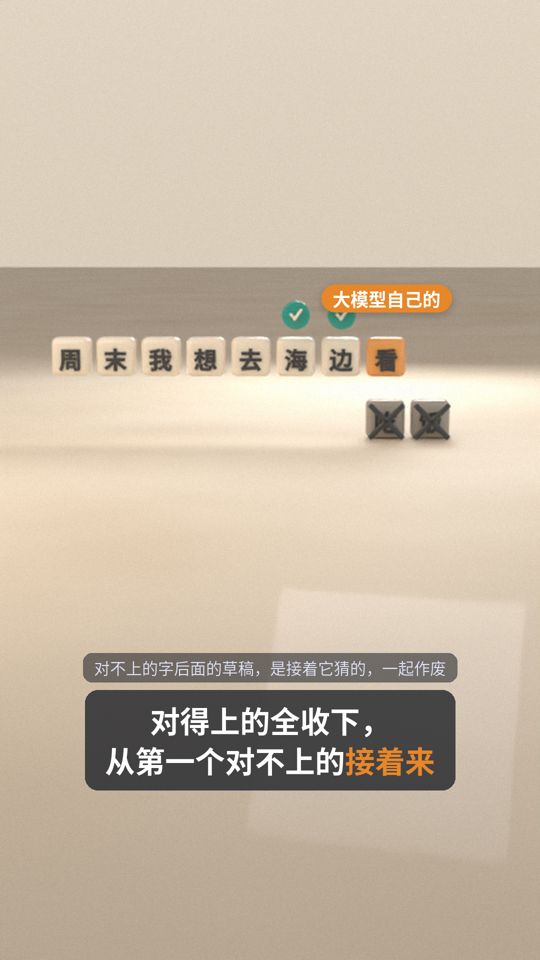 大模型自己的
周末我想去海边看
对不上的字后面的草稿，是接着它猜的，一起作废
对得上的全收下，
从第一个对不上的接着来